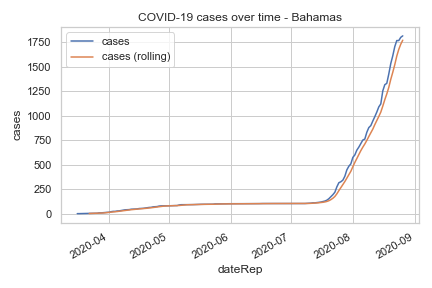 COVID-19 cases over time - Bahamas
cases
cases (rolling)
1750
1500
1250
1000
750
500
250
0
cases
2020-04
2020-05
2020-06
2020-07
2020-08
2020-09
dateRep